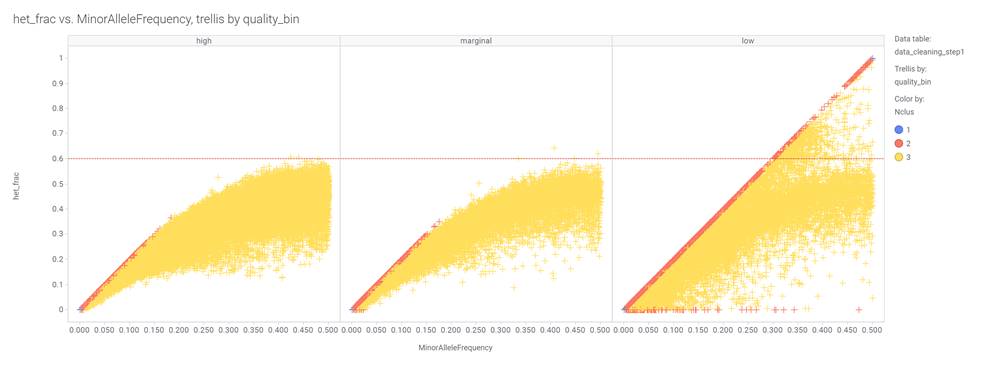 het_frac vs. MinorAlleleFrequency, trellis by quality_bin
high marginal low
1
0.9
0.8
0.7
0.6
0.5
0.4
0.3
0.2
0.1
0
het_frac
0.000 0.050 0.100 0.150 0.200 0.250 0.300 0.350 0.400 0.450 0.500 0.000 0.050 0.100 0.150 0.200 0.250 0.300 0.350 0.400 0.450 0.500 0.000 0.050 0.100 0.150 0.200 0.250 0.300 0.350 0.400 0.450 0.500
MinorAlleleFrequency
Data table:
data_cleaning_step1
Trellis by:
quality_bin
Color by:
Nclus
1
2
3